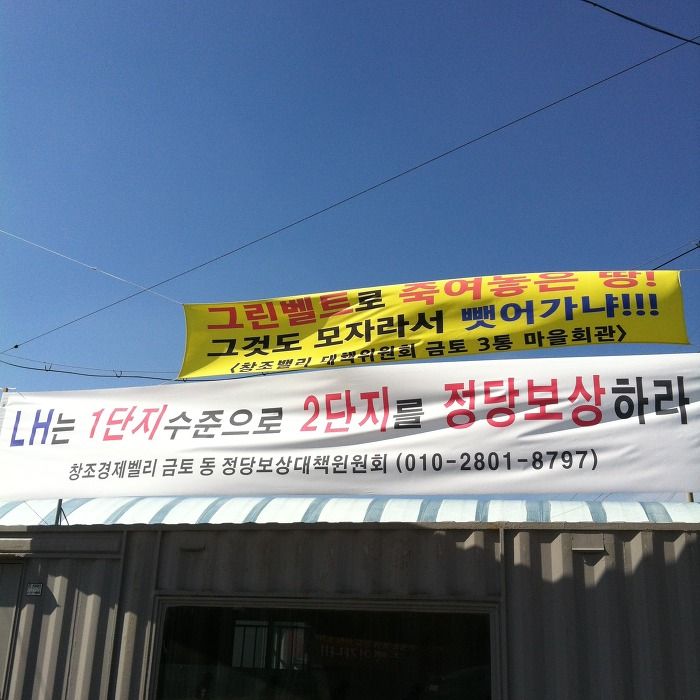 그린벨트로 죽여놓은 땅!
그것도 모자라서 뺏어가냐!!!
<창조밸리 대책위원회 금토 3통 마을회관>
LH는 1단지수준으로 2단지를 정당보상하라
창조경제벨리 금토 동 정당보상대책위원회 (010-2801-8797)